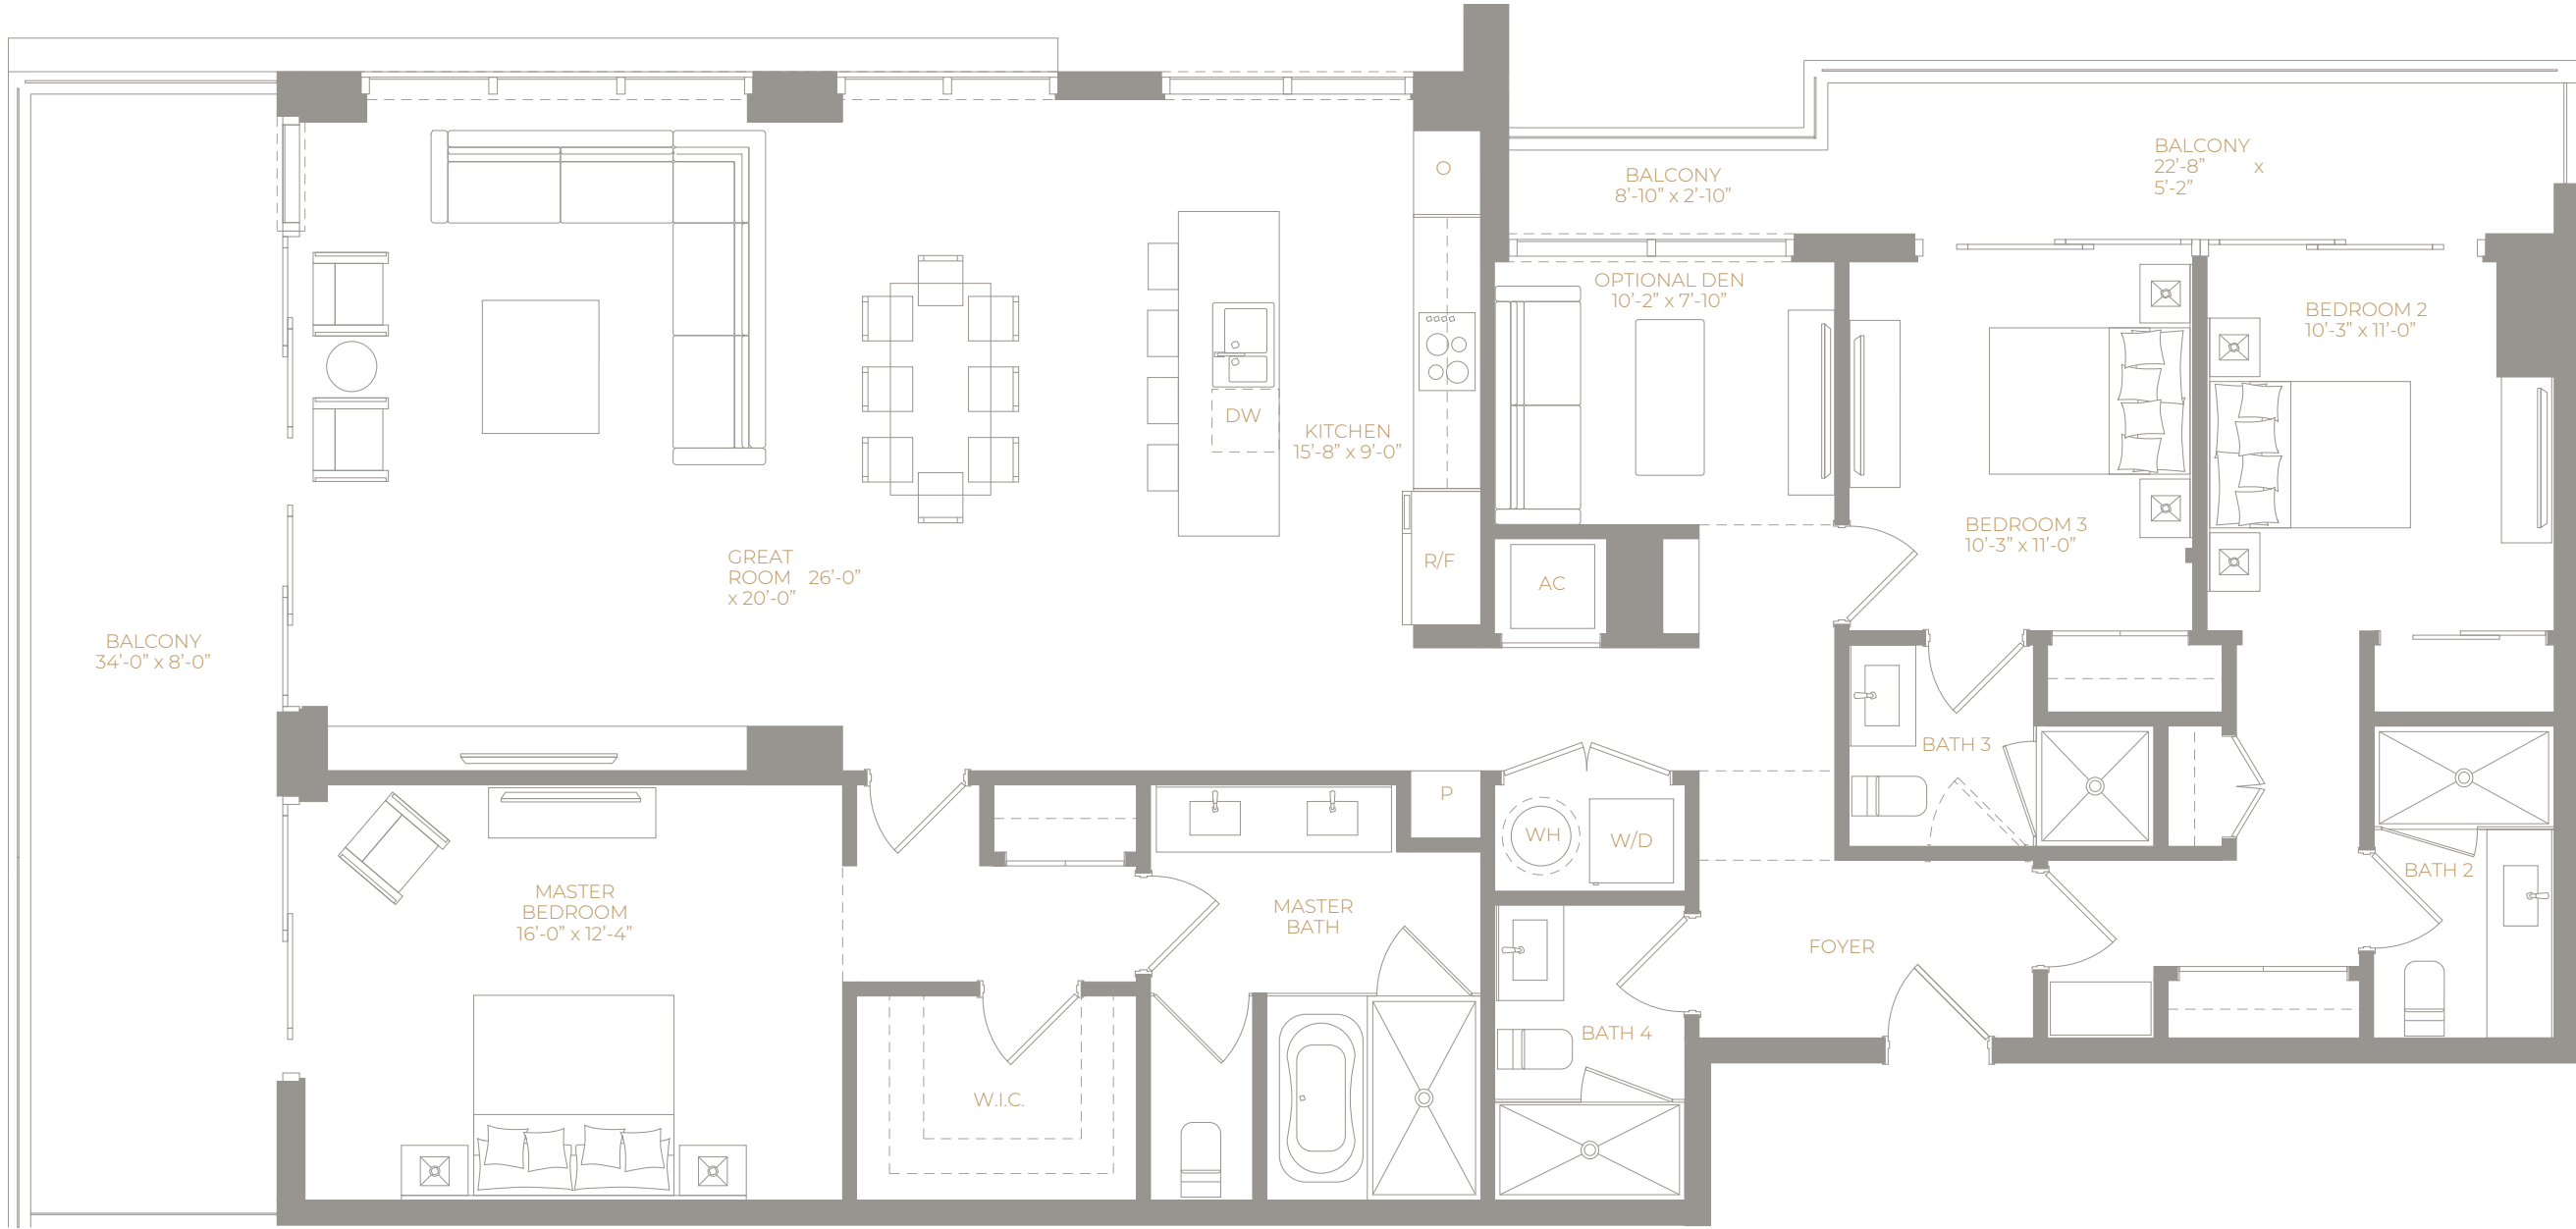 BALCONY
34’-0” x 8’-0”
GREAT
ROOM 26’-0”
x 20’-0”
DW
KITCHEN
15’-8” x 9’-0”
O
R/F
BALCONY
8’-10” x 2’-10”
BALCONY
22’-8” x
5’-2”
OPTIONAL DEN
10’-2” x 7’-10”
BEDROOM 2
10’-3” x 11’-0”
BEDROOM 3
10’-3” x 11’-0”
AC
BATH 3
P
WH
W/D
BATH 2
MASTER
BEDROOM
16’-0” x 12’-4”
MASTER
BATH
FOYER
BATH 4
W.I.C.